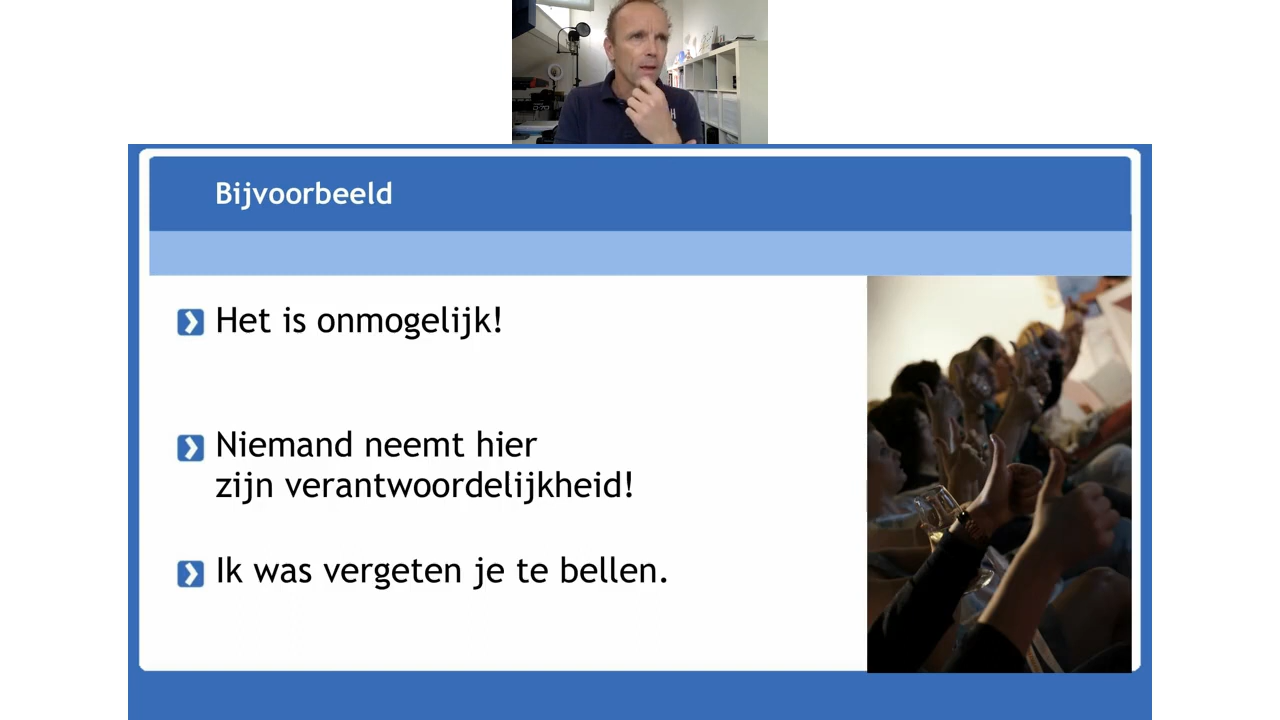 Bijvoorbeeld
Het is onmogelijk!
Niemand neemt hier
zijn verantwoordelijkheid!
Ik was vergeten je te bellen.